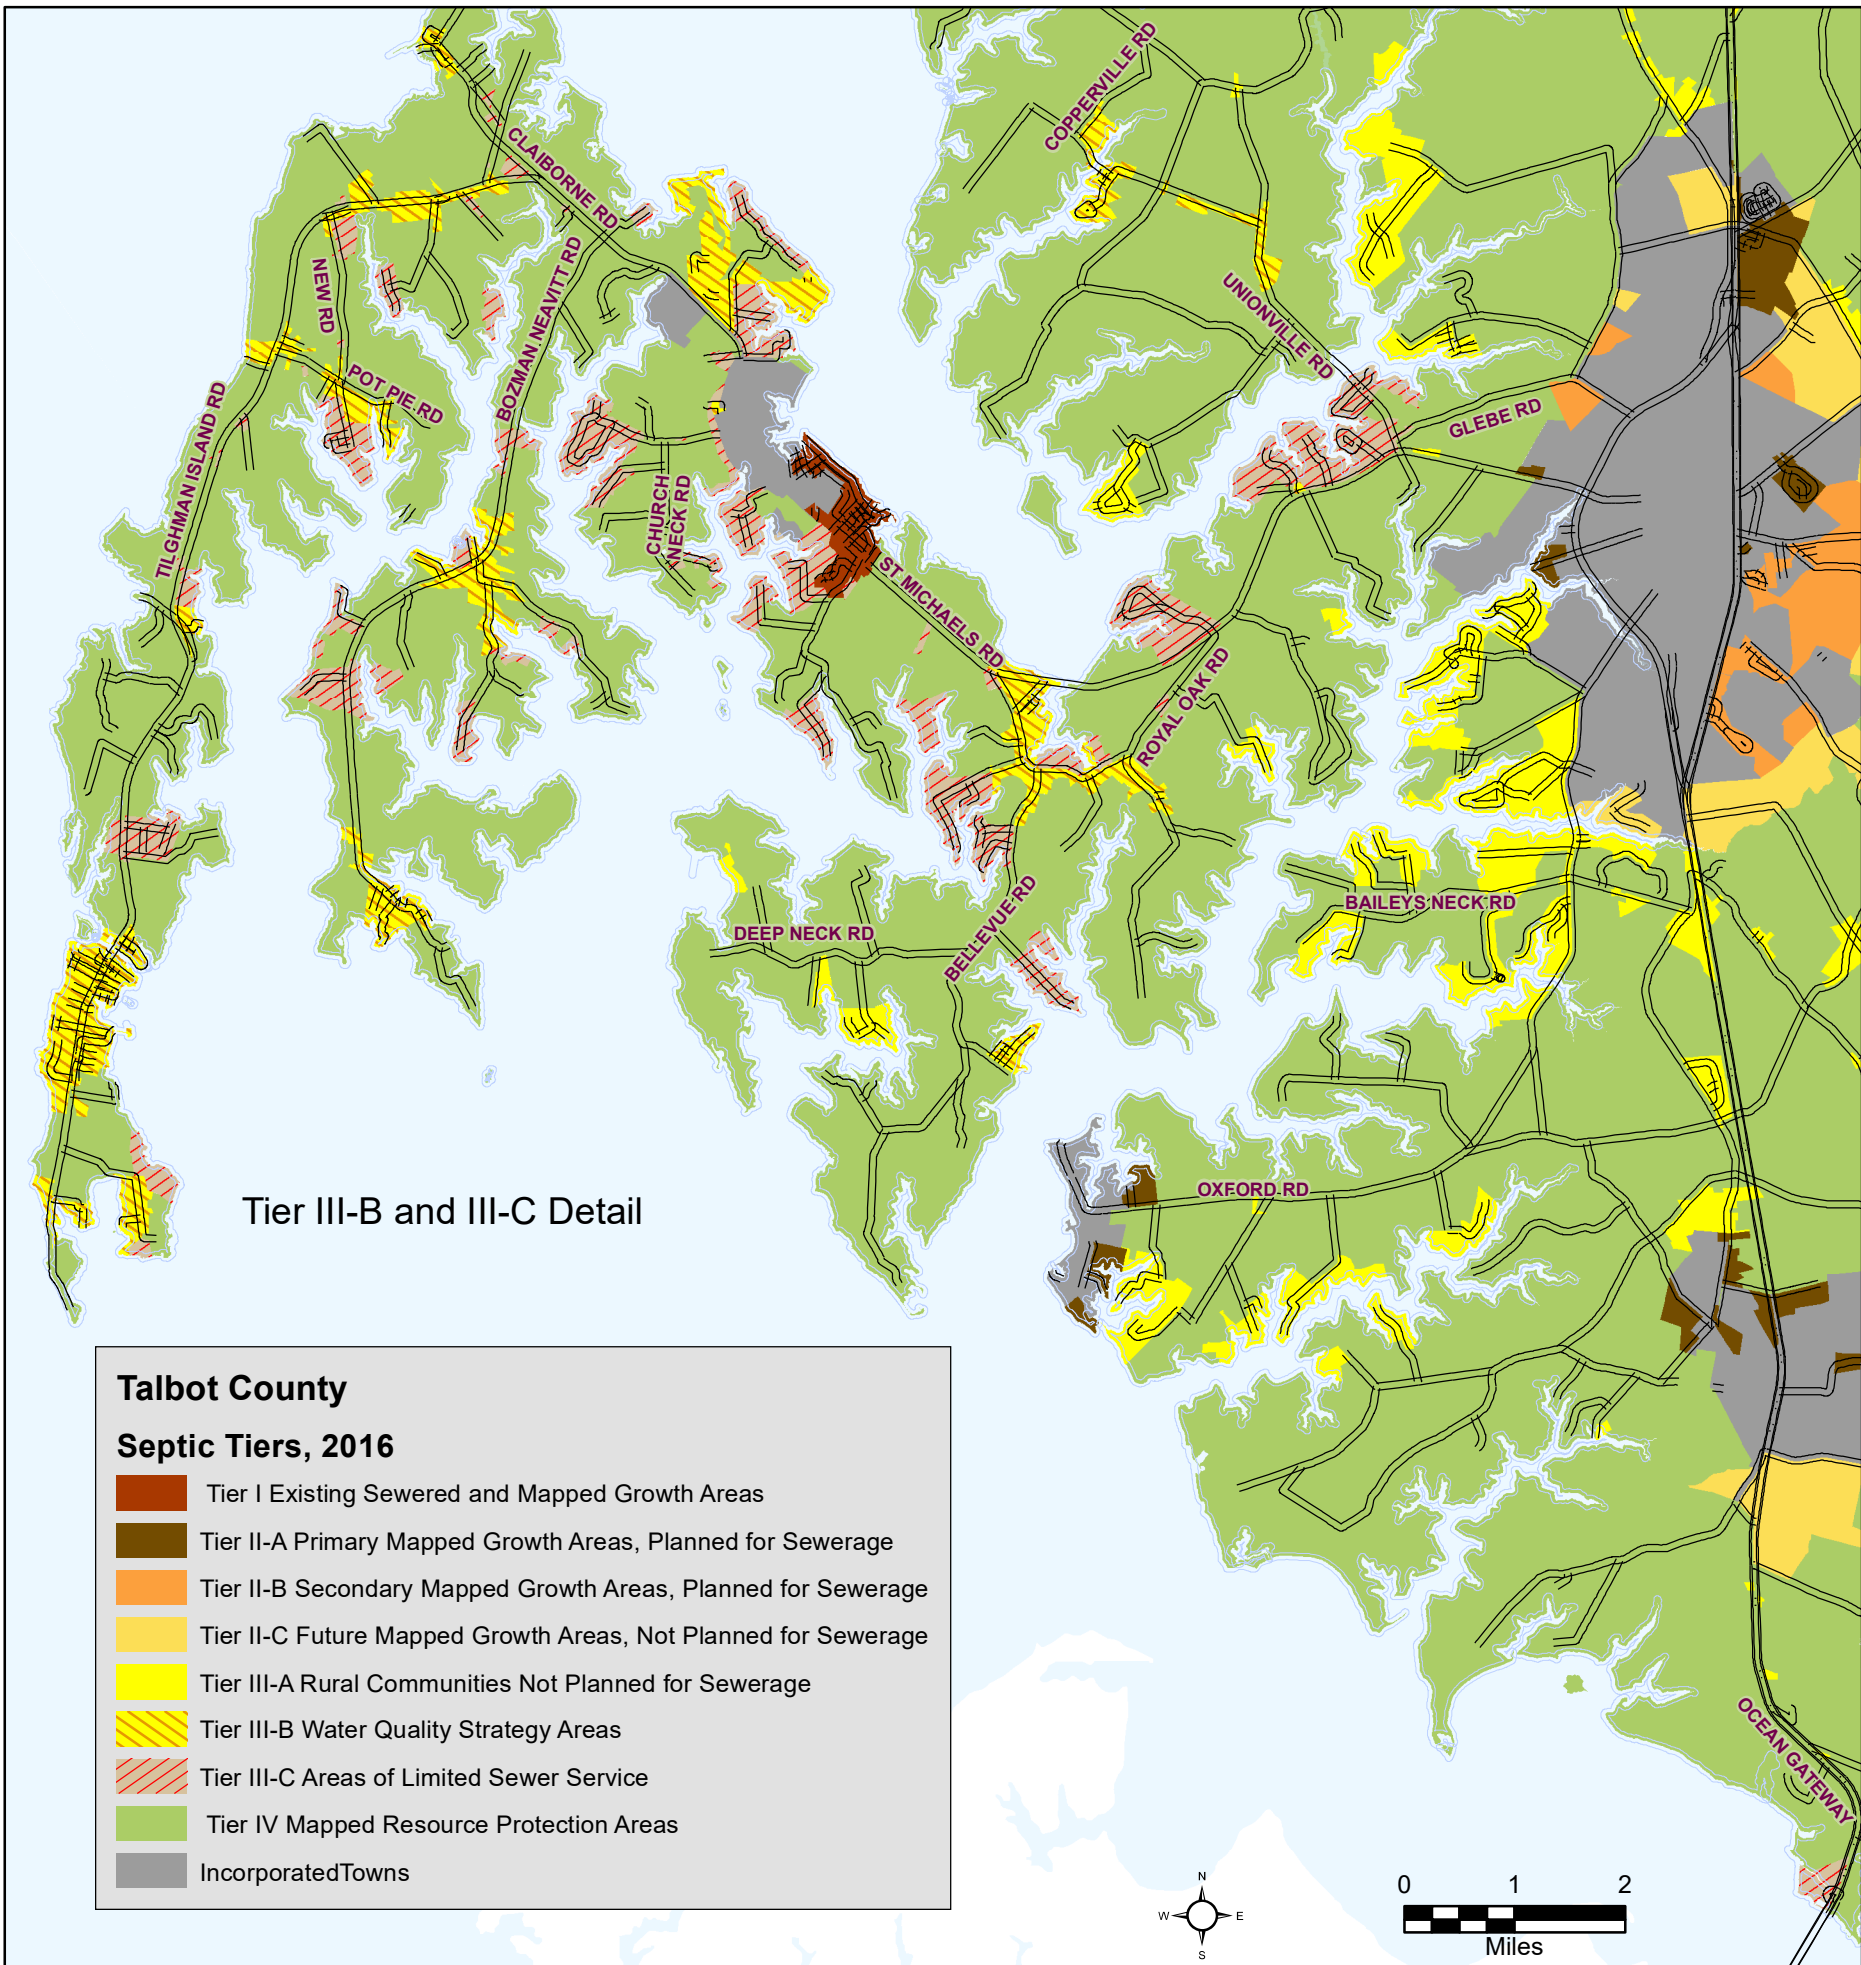 COPPERVILLE RD
CLAIBORNE RD
NEW RD
BOZMAN NEAVITT RD
UNIONVILLE RD
POT PIE RD
GLEBE RD
TILGHMAN ISLAND RD
CHURCH
NECK RD
ST MICHAELS RD
ROYAL OAK RD
BAILEYS NECK RD
DEEP NECK RD
BELLEVUE RD
OXFORD RD
Tier III-B and III-C Detail
Talbot County
Septic Tiers, 2016
Tier I Existing Sewered and Mapped Growth Areas
Tier II-A Primary Mapped Growth Areas, Planned for Sewerage
Tier II-B Secondary Mapped Growth Areas, Planned for Sewerage
Tier II-C Future Mapped Growth Areas, Not Planned for Sewerage
Tier III-A Rural Communities Not Planned for Sewerage
Tier III-B Water Quality Strategy Areas
Tier III-C Areas of Limited Sewer Service
Tier IV Mapped Resource Protection Areas
IncorporatedTowns
OCEAN GATEWAY
N
W E
S
0 1 2
Miles